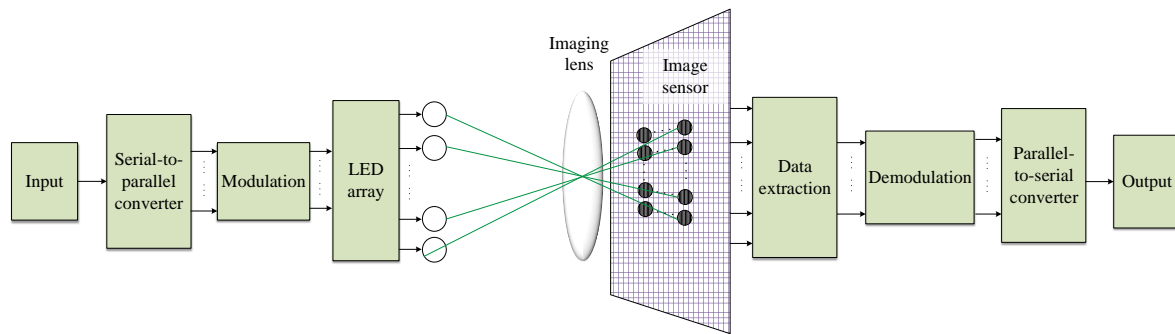 Input
Serial-to-
parallel
converter
Modulation
LED
array
Imaging
lens
Image
sensor
Data
extraction
Demodulation
Parallel-
to-serial
converter
Output